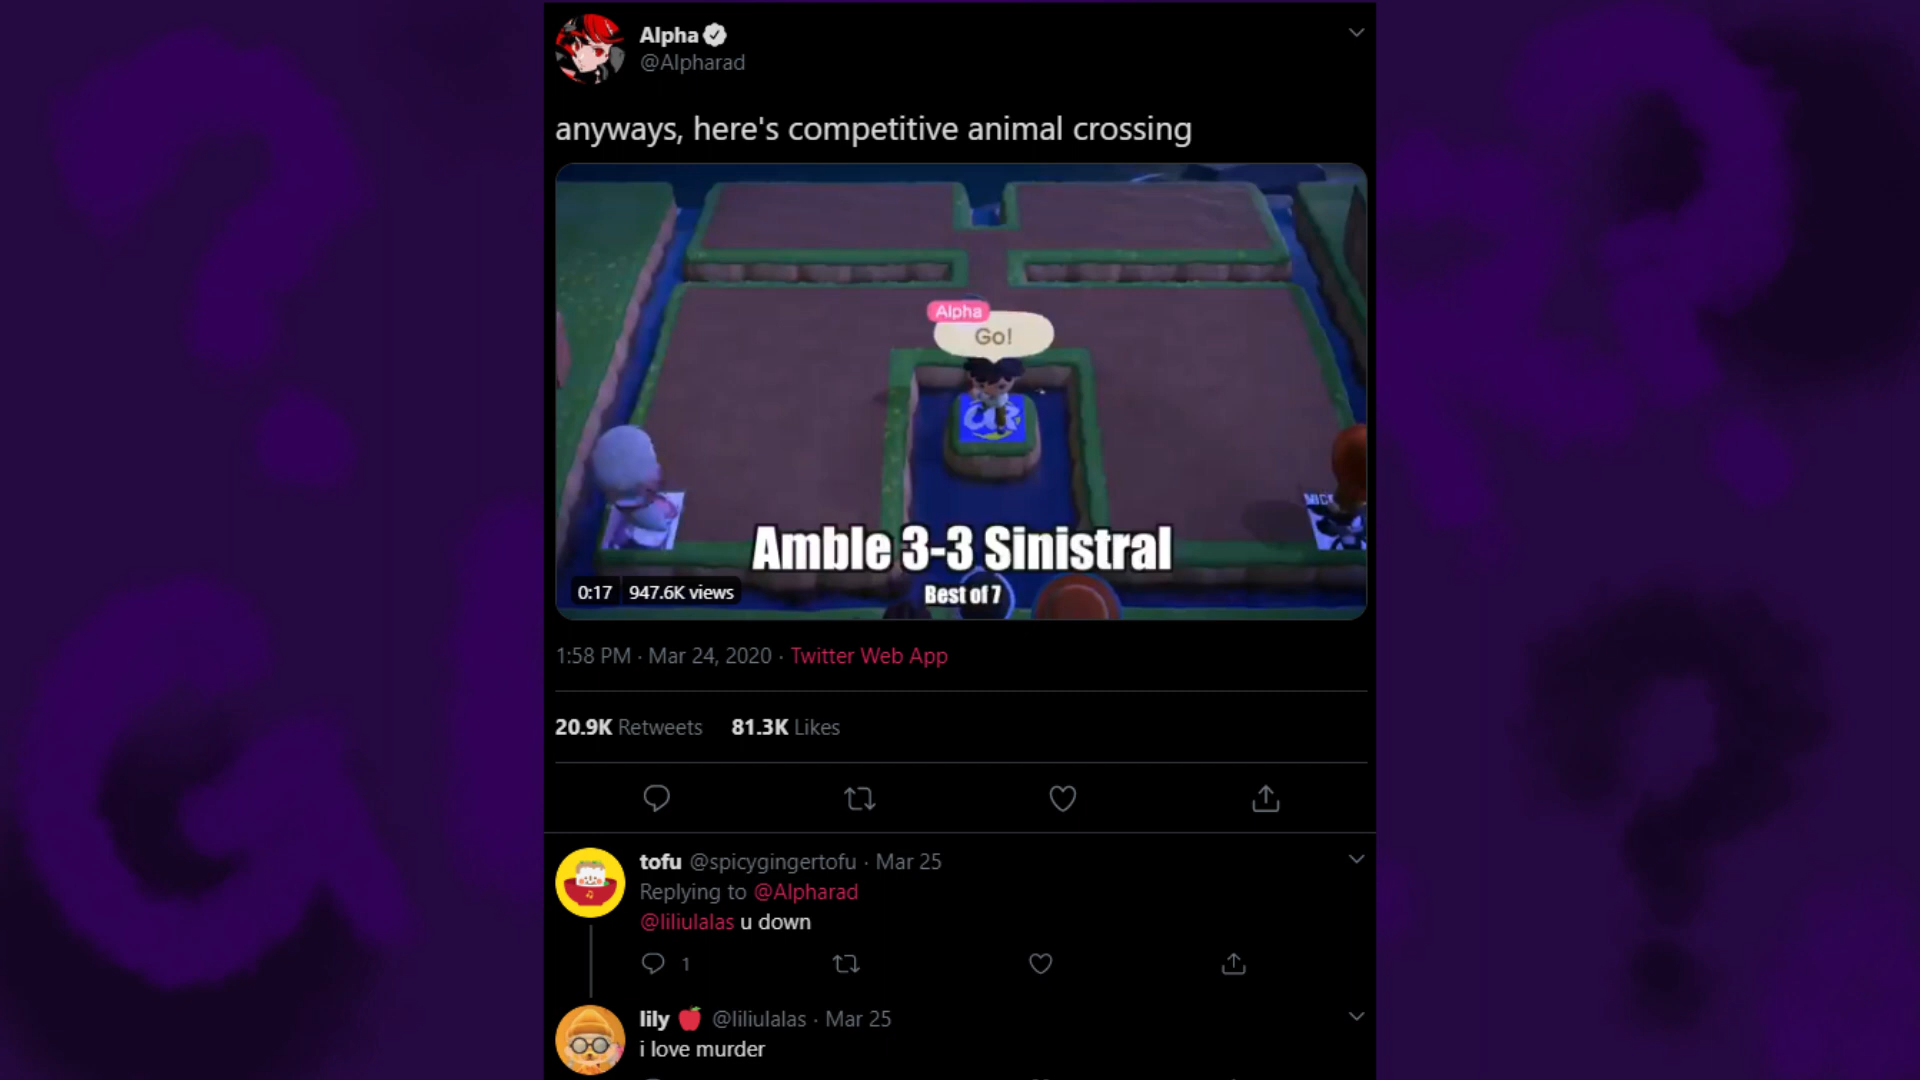 Alpha
@Alpharad
anyways, here's competitive animal crossing
Alpha
Go!
Amble 3-3 Sinistral
Best of 7
0:17
947.6K views
1:58 PM · Mar 24, 2020 · Twitter Web App
20.9K Retweets 81.3K Likes
tofu @spicygingertofu · Mar 25
Replying to @Alpharad
@liliulalas u down
1
lily @liliulalas · Mar 25
i love murder